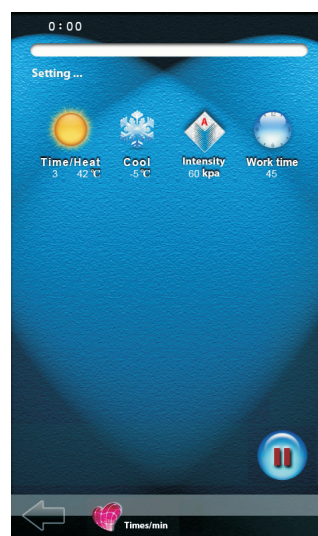 0:00
Setting ...
A
Time/Heat Cool Intensity Work time
3 42 ℃ -5 ℃ 60 kpa 45
Times/min